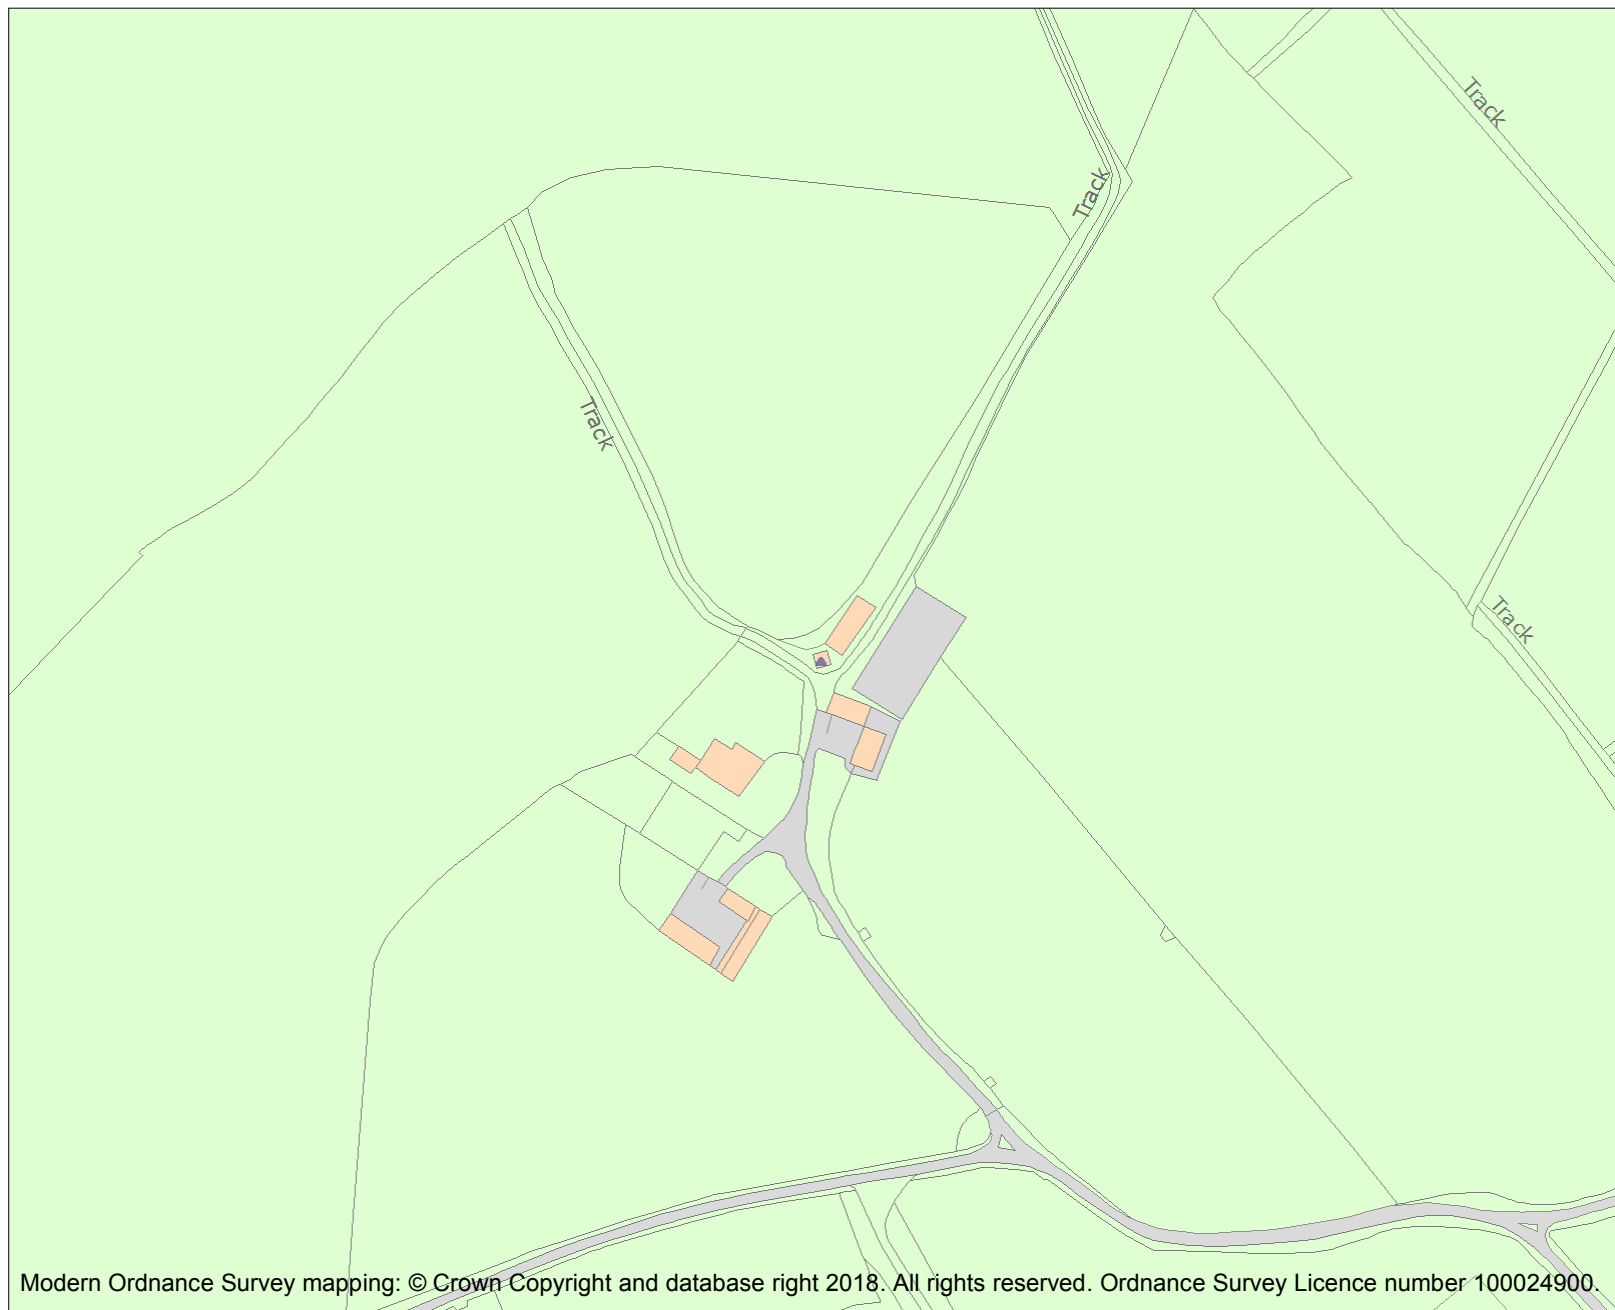 Track
Track
Track
Track
Modern Ordnance Survey mapping: © Crown Copyright and database right 2018. All rights reserved. Ordnance Survey Licence number 100024900.